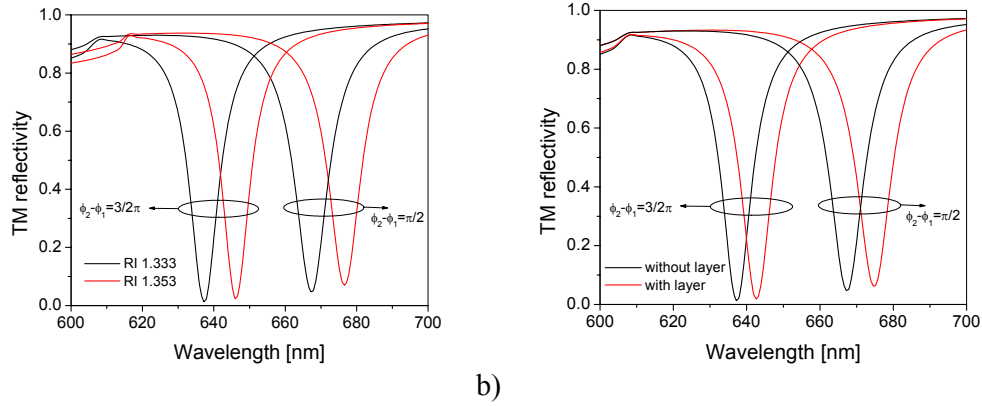 1.0
0.8
0.6
0.4
0.2
0.0
TM reflectivity
ϕ₂-ϕ₁=3/2π
ϕ₂-ϕ₁=π/2
RI 1.333
RI 1.353
600 620 640 660 680 700
Wavelength [nm]
1.0
0.8
0.6
0.4
0.2
0.0
TM reflectivity
ϕ₂-ϕ₁=3/2π
ϕ₂-ϕ₁=π/2
without layer
with layer
600 620 640 660 680 700
Wavelength [nm]
b)